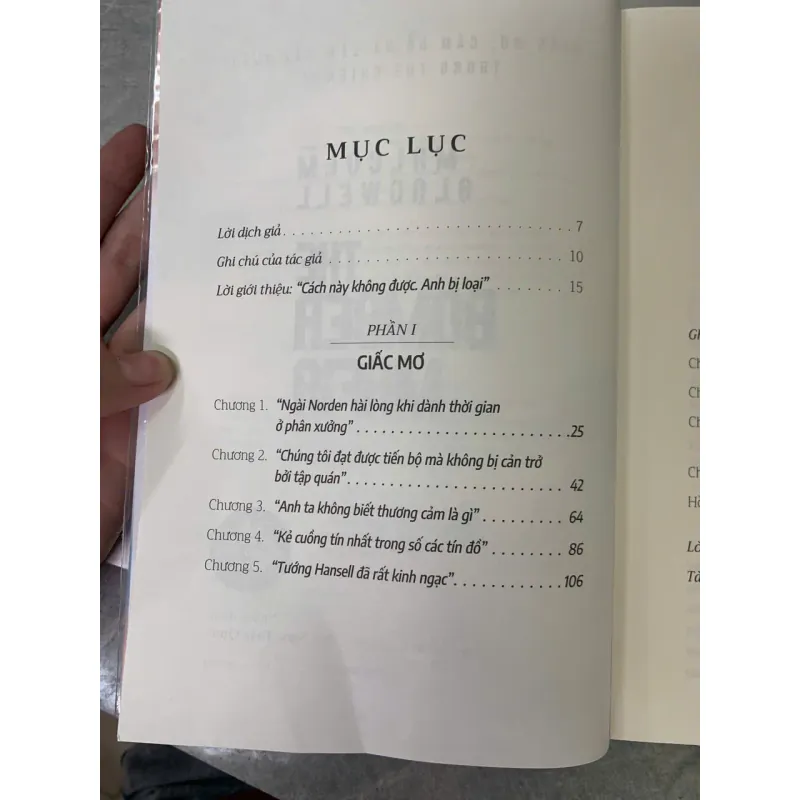 MỤC LỤC
Lời dịch giả . . . . . . . . . . . . . . . . . . . . . . . . . . . . . . 7
Ghi chú của tác giả . . . . . . . . . . . . . . . . . . . . . . . . 10
Lời giới thiệu: “Cách này không được. Anh bị loại” . . . . . . . 15
PHẦN I
GIẤC MƠ
Chương 1. “Ngài Norden hài lòng khi dành thời gian
ở phân xưởng” . . . . . . . . . . . . . . . . . . . . . . . . 25
Chương 2. “Chúng tôi đạt được tiến bộ mà không bị cản trở
bởi tập quán” . . . . . . . . . . . . . . . . . . . . . . . . 42
Chương 3. “Anh ta không biết thương cảm là gì” . . . . . . . . . 64
Chương 4. “Kẻ cuồng tín nhất trong số các tín đồ” . . . . . . . . 86
Chương 5. “Tướng Hansell đã rất kinh ngạc” . . . . . . . . . . . . 106